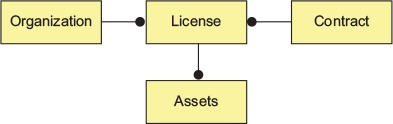 Organization
License
Contract
Assets